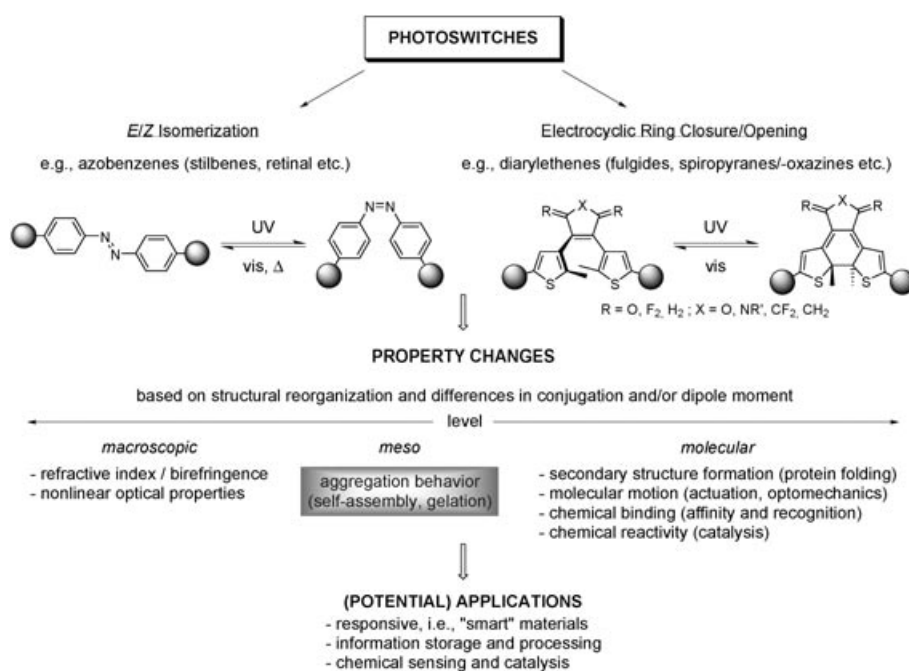 PHOTOSWITCHES
E/Z Isomerization
Electrocyclic Ring Closure/Opening
e.g., azobenzenes (stilbenes, retinal etc.)
e.g., diarylethenes (fulgides, spiropyranes/-oxazines etc.)
N
N
UV
vis, Δ
N=N
R
X
R
S
S
UV
vis
R
X
R
S
S
R = O, F2, H2 ; X = O, NR', CF2, CH2
PROPERTY CHANGES
based on structural reorganization and differences in conjugation and/or dipole moment
level
macroscopic
- refractive index / birefringence
- nonlinear optical properties
meso
aggregation behavior
(self-assembly, gelation)
molecular
- secondary structure formation (protein folding)
- molecular motion (actuation, optomechanics)
- chemical binding (affinity and recognition)
- chemical reactivity (catalysis)
(POTENTIAL) APPLICATIONS
- responsive, i.e., "smart" materials
- information storage and processing
- chemical sensing and catalysis